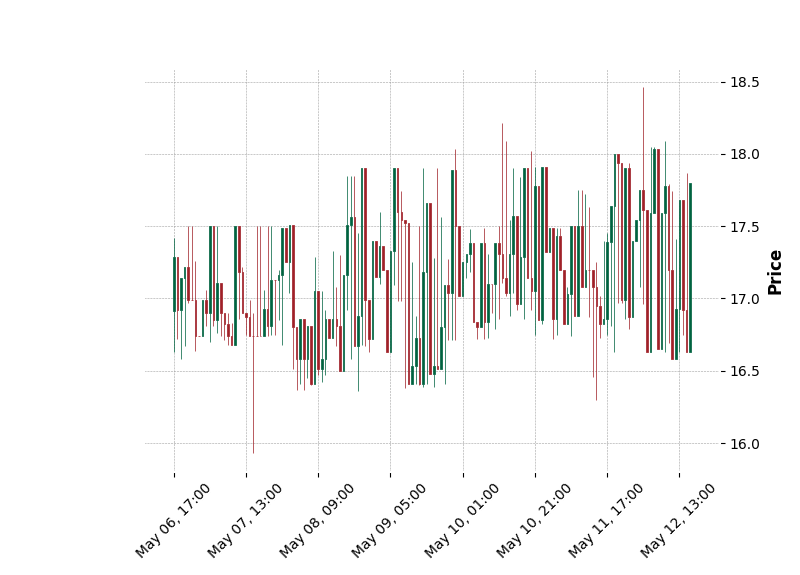 18.5
18.0
17.5
17.0
16.5
16.0
Price
May 06, 17:00
May 07, 13:00
May 08, 09:00
May 09, 05:00
May 10, 01:00
May 10, 21:00
May 11, 17:00
May 12, 13:00